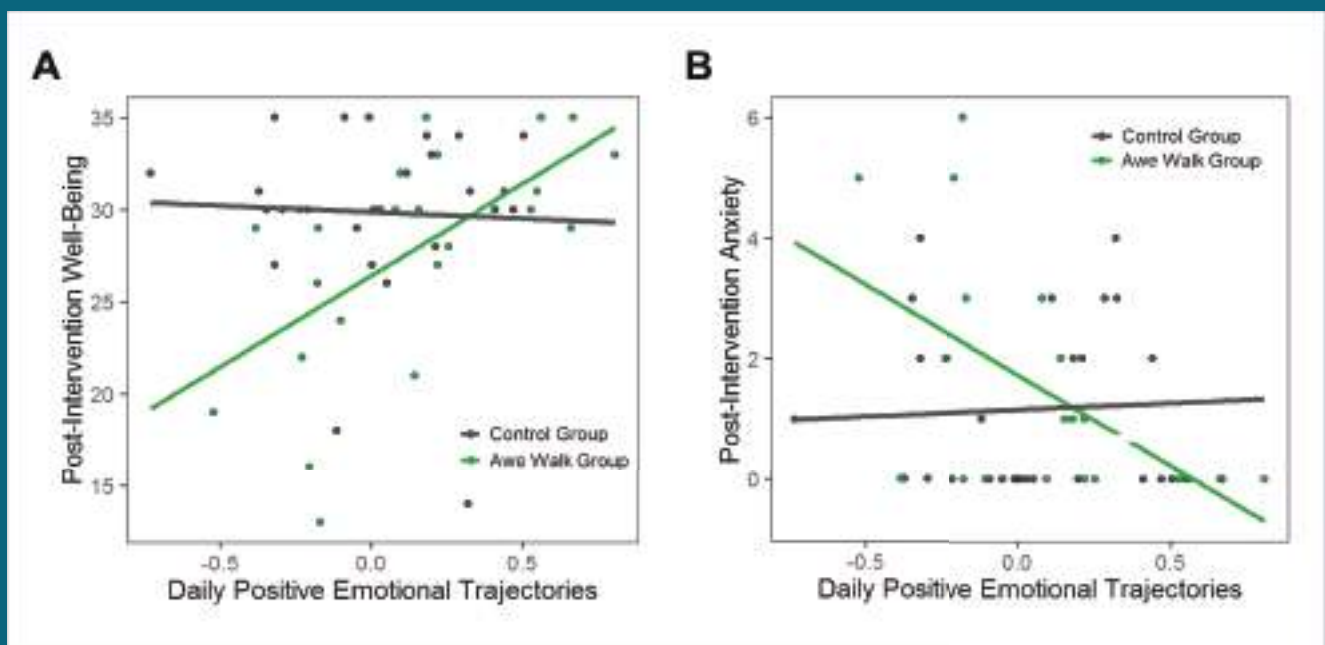 A
B
35
30
25
20
15
Post-Intervention Well-Being
Control Group
Awe Walk Group
-0.5
0.0
0.5
Daily Positive Emotional Trajectories
6
4
2
0
Post-Intervention Anxiety
Control Group
Awe Walk Group
-0.5
0.0
0.5
Daily Positive Emotional Trajectories